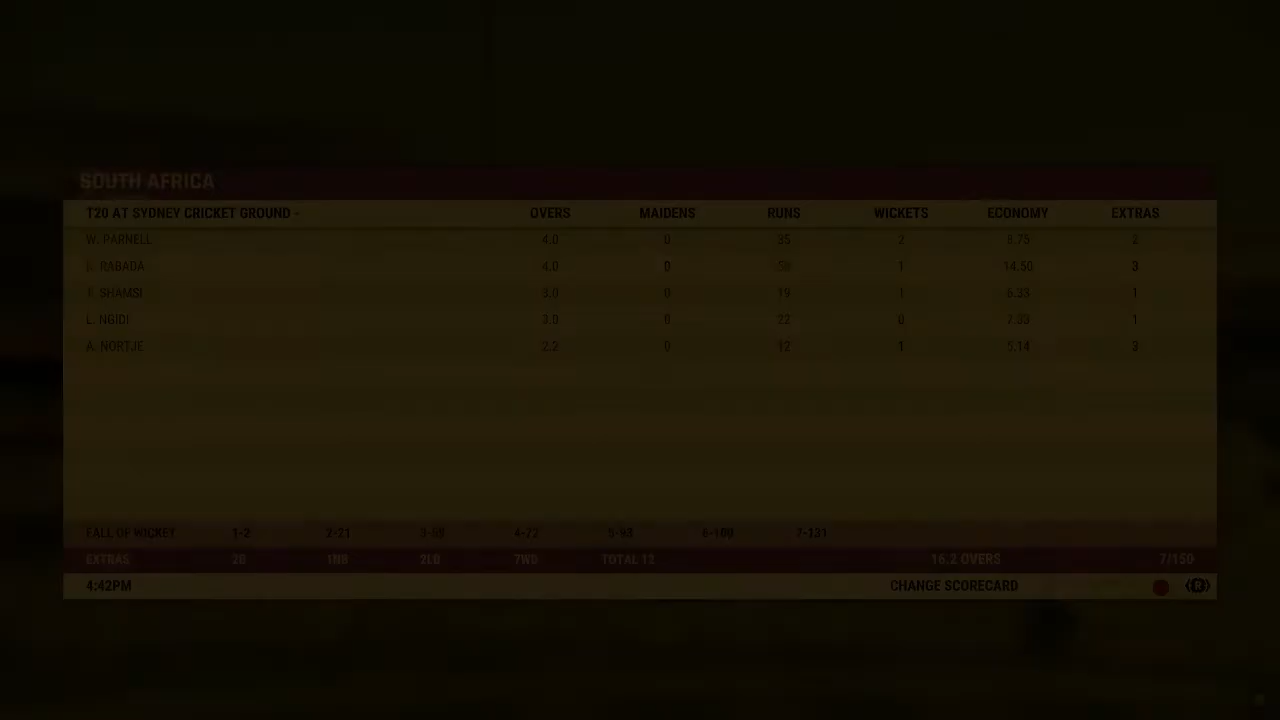 SOUTH AFRICA
T20 AT SYDNEY CRICKET GROUND - OVERS MAIDENS RUNS WICKETS ECONOMY EXTRAS
W. PARNELL 4.0 0 35 2 8.75 2
RABADA 4.0 0 58 1 14.50 3
T. SHAMSI 3.0 0 19 1 6.33 1
L. NGIDI 3.0 0 22 0 7.33 1
A. NORTJE 2.2 0 12 1 5.14 3
FALL OF WICKEY 1-2 2-21 4-72 7-131
EXTRAS 2B 1NB 2LB 7WD TOTAL 12 16.2 OVERS 7/150
4:42PM CHANGE SCORECARD R